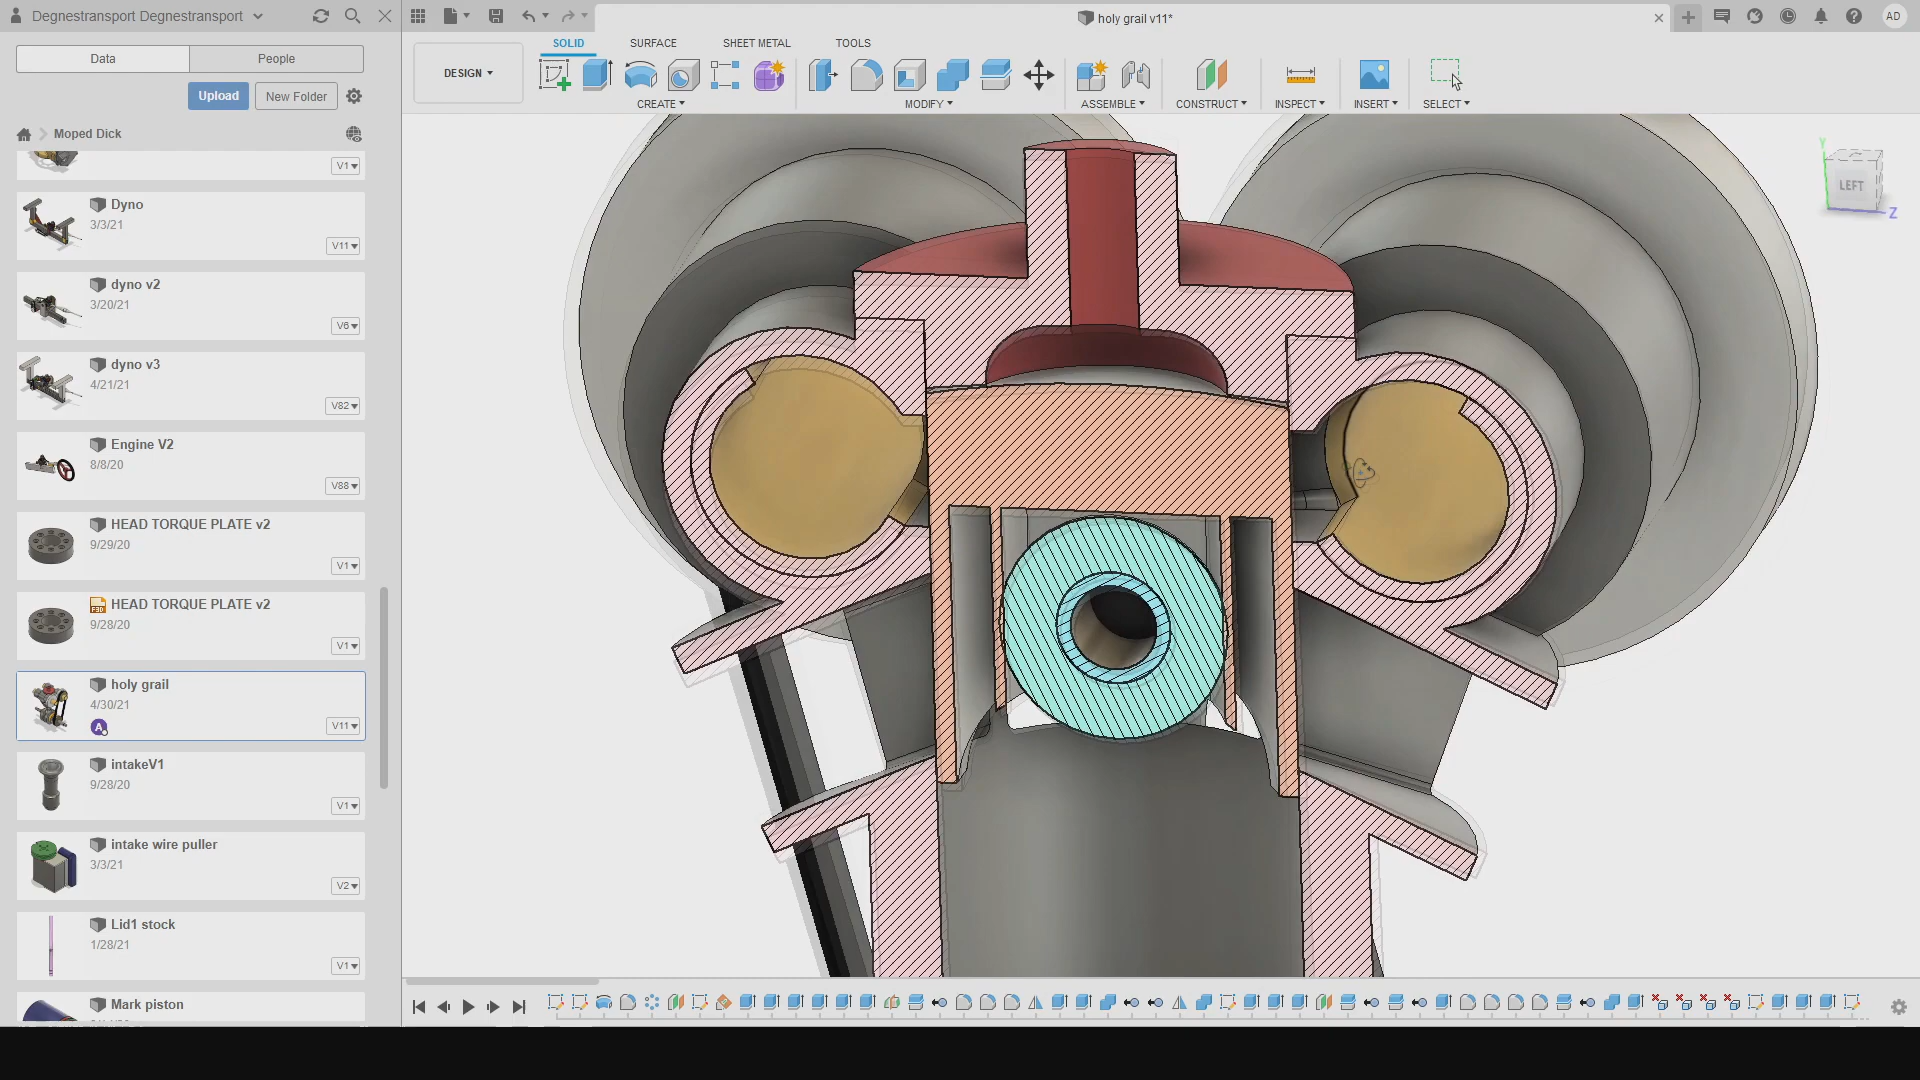 Degnestransport Degnestransport
holy grail v11*
AD
Data
People
Upload
New Folder
Moped Dick
V1
Dyno
3/3/21
V11
dyno v2
3/20/21
V6
dyno v3
4/21/21
V82
Engine V2
8/8/20
V88
HEAD TORQUE PLATE v2
9/29/20
V1
HEAD TORQUE PLATE v2
9/28/20
V1
holy grail
4/30/21
A
V11
intakeV1
9/28/20
V1
intake wire puller
3/3/21
V2
Lid1 stock
1/28/21
V1
Mark piston
SOLID
SURFACE
SHEET METAL
TOOLS
DESIGN
CREATE
MODIFY
ASSEMBLE
CONSTRUCT
INSPECT
INSERT
SELECT
Y
LEFT
Z